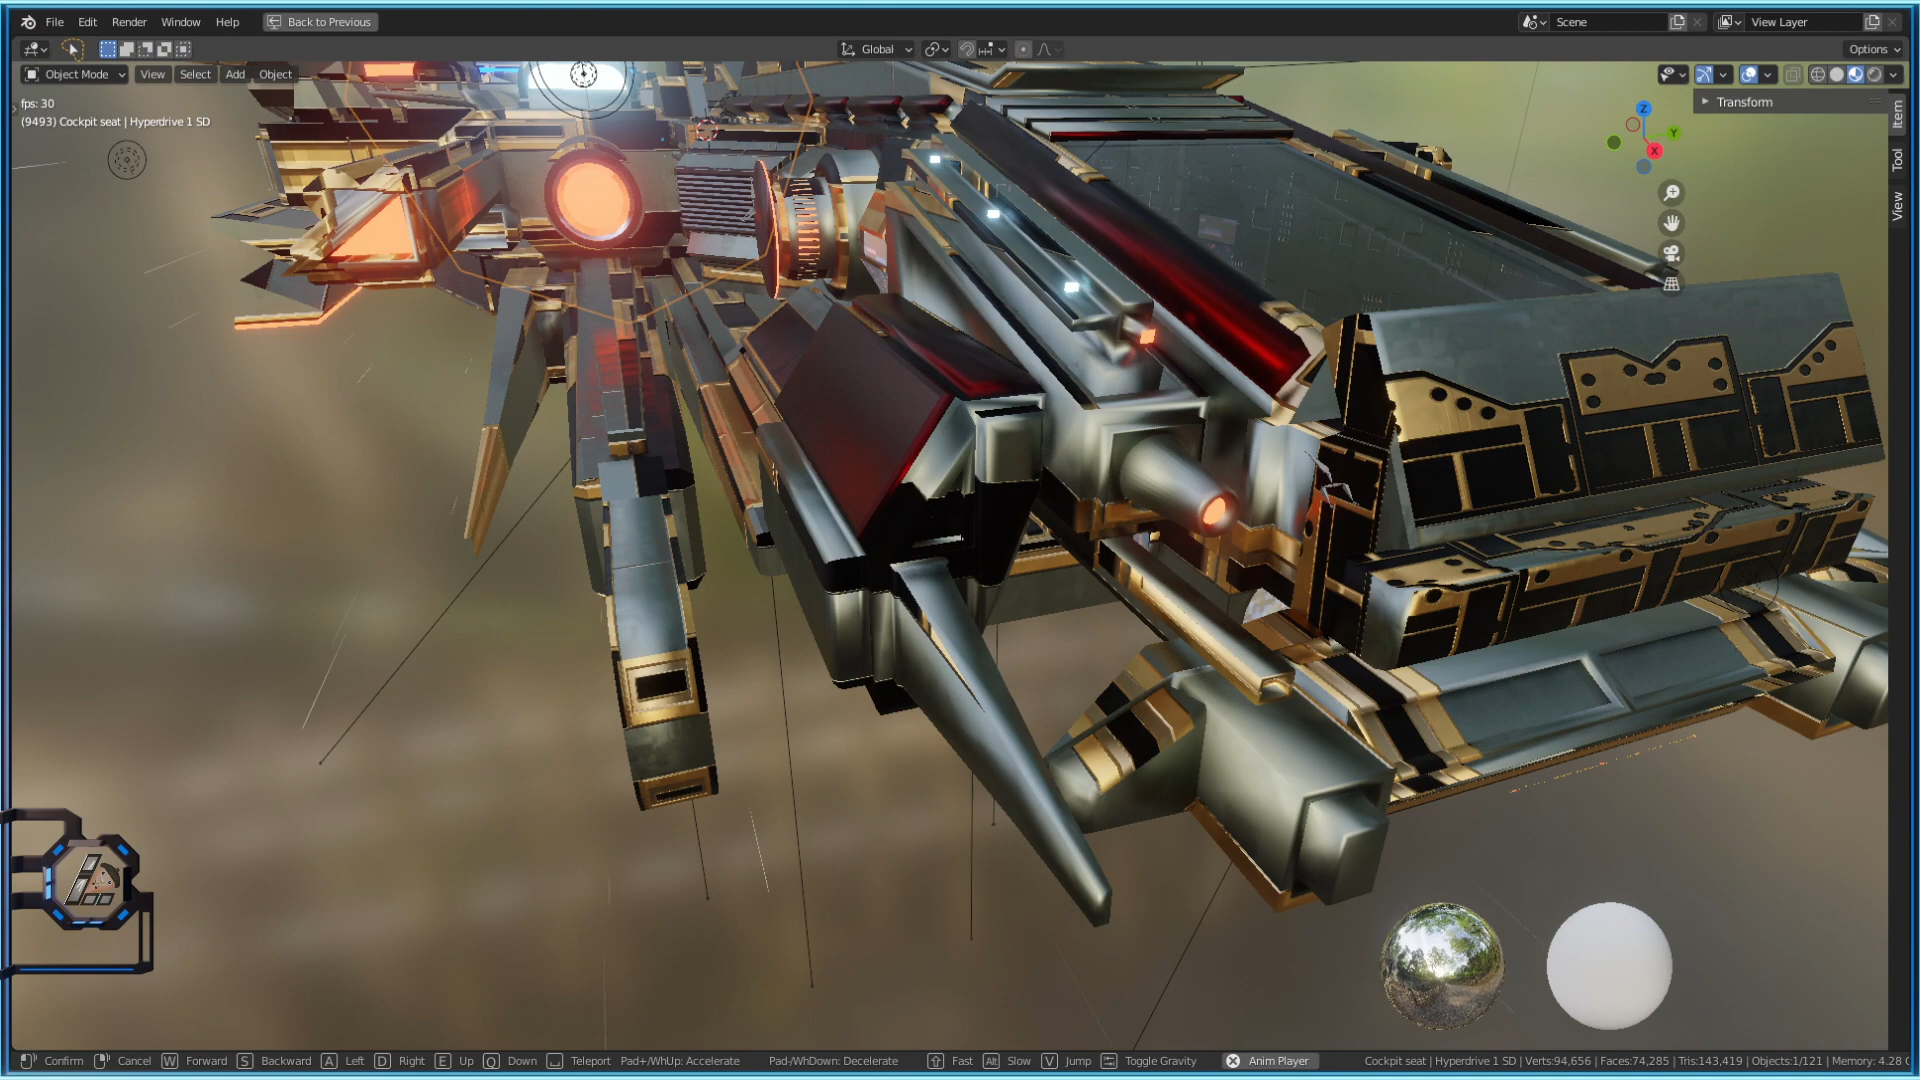 File Edit Render Window Help Back to Previous Scene View Layer
Global Options
Object Mode View Select Add Object
fps: 30
(9493) Cockpit seat | Hyperdrive 1 SD
Transform
Item
Tool
View
Z
Y
X
Confirm Cancel W Forward S Backward A Left D Right E Up Q Down Teleport Pad+/WhUp: Accelerate Pad-/WhDown: Decelerate Fast Alt Slow V Jump Toggle Gravity Anim Player Cockpit seat | Hyperdrive 1 SD | Verts:94,656 | Faces:74,285 | Tris:143,419 | Objects:1/121 | Memory: 4.28